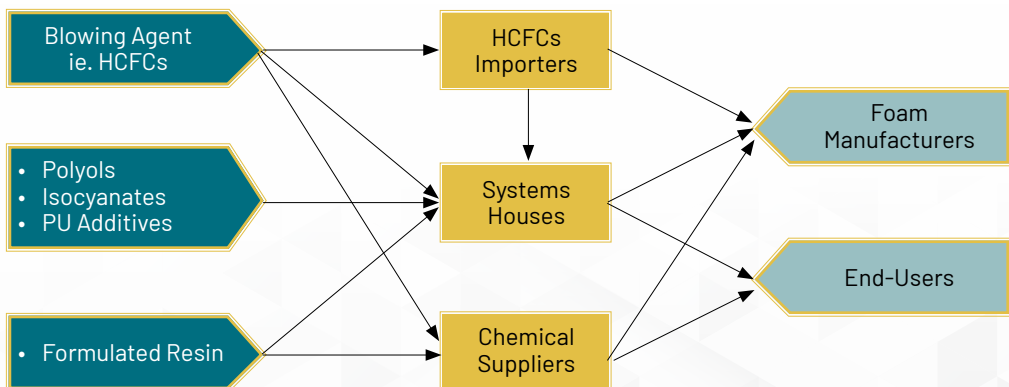 Blowing Agent
ie. HCFCs
HCFCs
Importers
Foam
Manufacturers
• Polyols
• Isocyanates
• PU Additives
Systems
Houses
End-Users
• Formulated Resin
Chemical
Suppliers